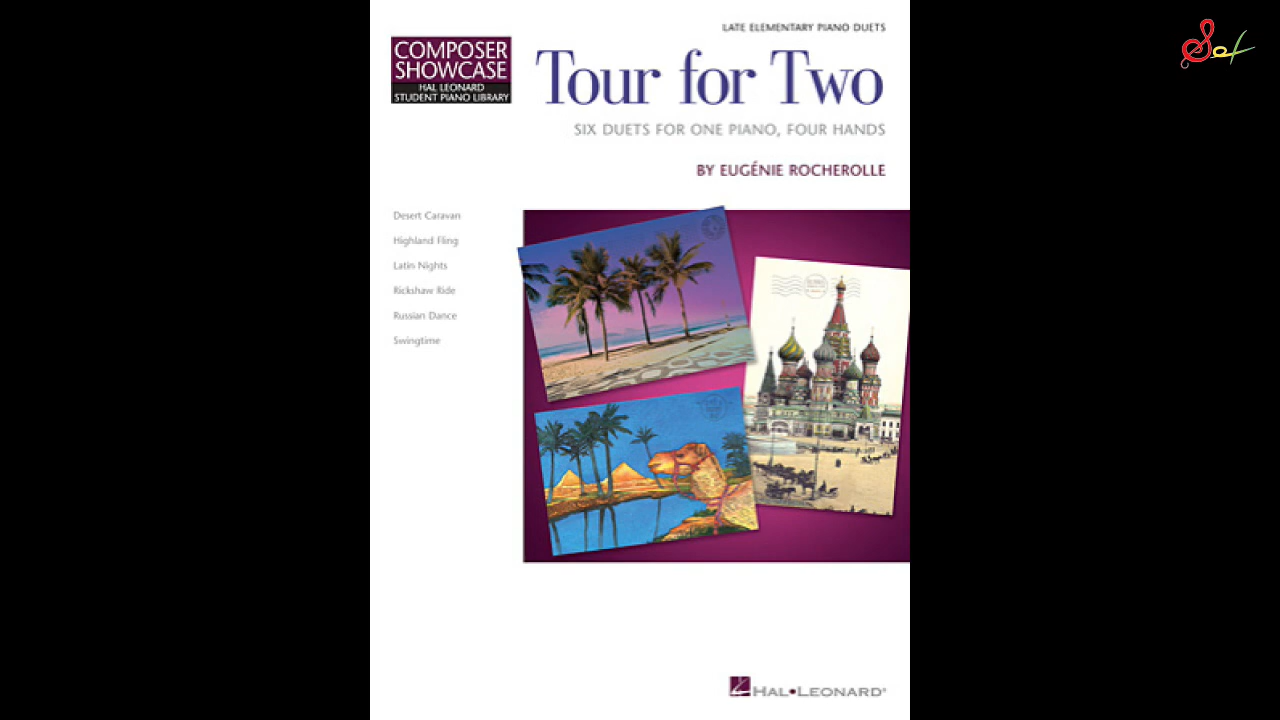 LATE ELEMENTARY PIANO DUETS
COMPOSER
SHOWCASE
HAL LEONARD
STUDENT PIANO LIBRARY
Tour for Two
SIX DUETS FOR ONE PIANO, FOUR HANDS
BY EUGÉNIE ROCHEROLLE
Desert Caravan
Highland Fling
Latin Nights
Rickshaw Ride
Russian Dance
Swingtime
HAL•LEONARD®